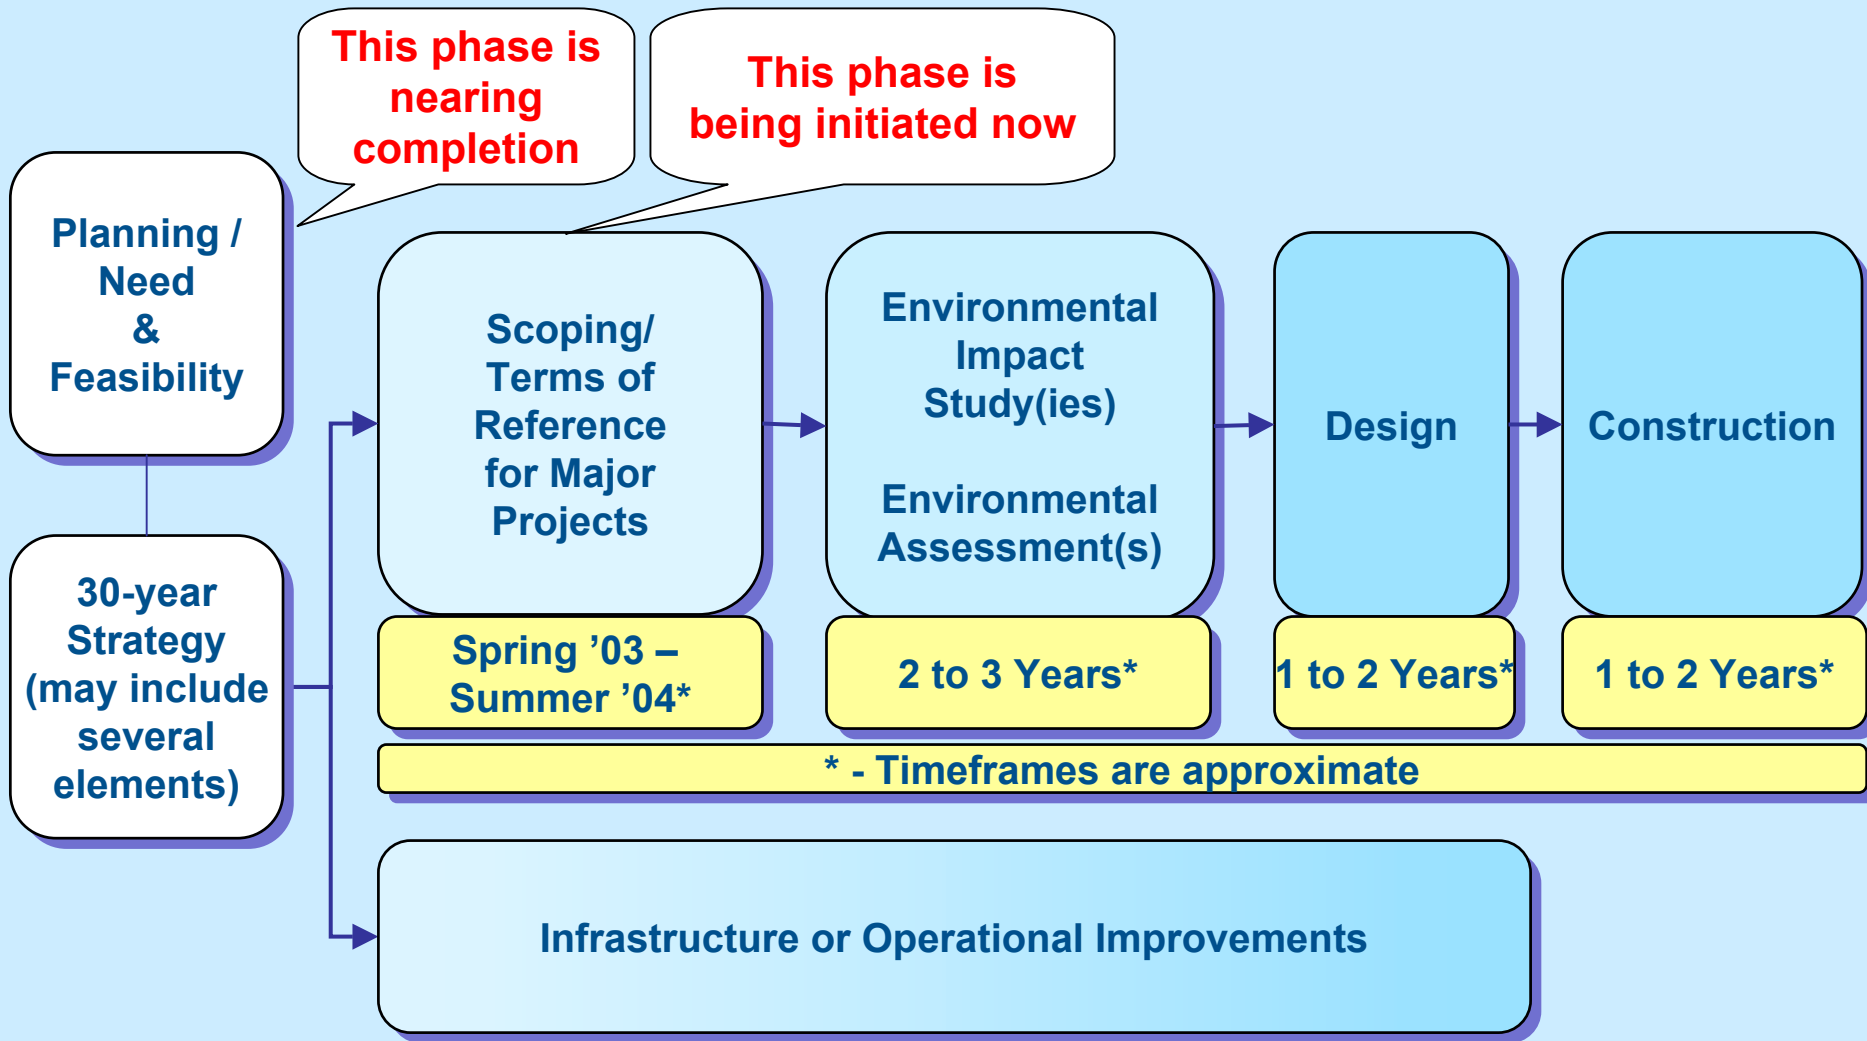 This phase is
nearing
completion
This phase is
being initiated now
Planning /
Need
&
Feasibility
30-year
Strategy
(may include
several
elements)
Scoping/
Terms of
Reference
for Major
Projects
Environmental
Impact
Study(ies)
Environmental
Assessment(s)
Design
Construction
Spring ’03 –
Summer ’04*
2 to 3 Years*
1 to 2 Years*
1 to 2 Years*
* - Timeframes are approximate
Infrastructure or Operational Improvements